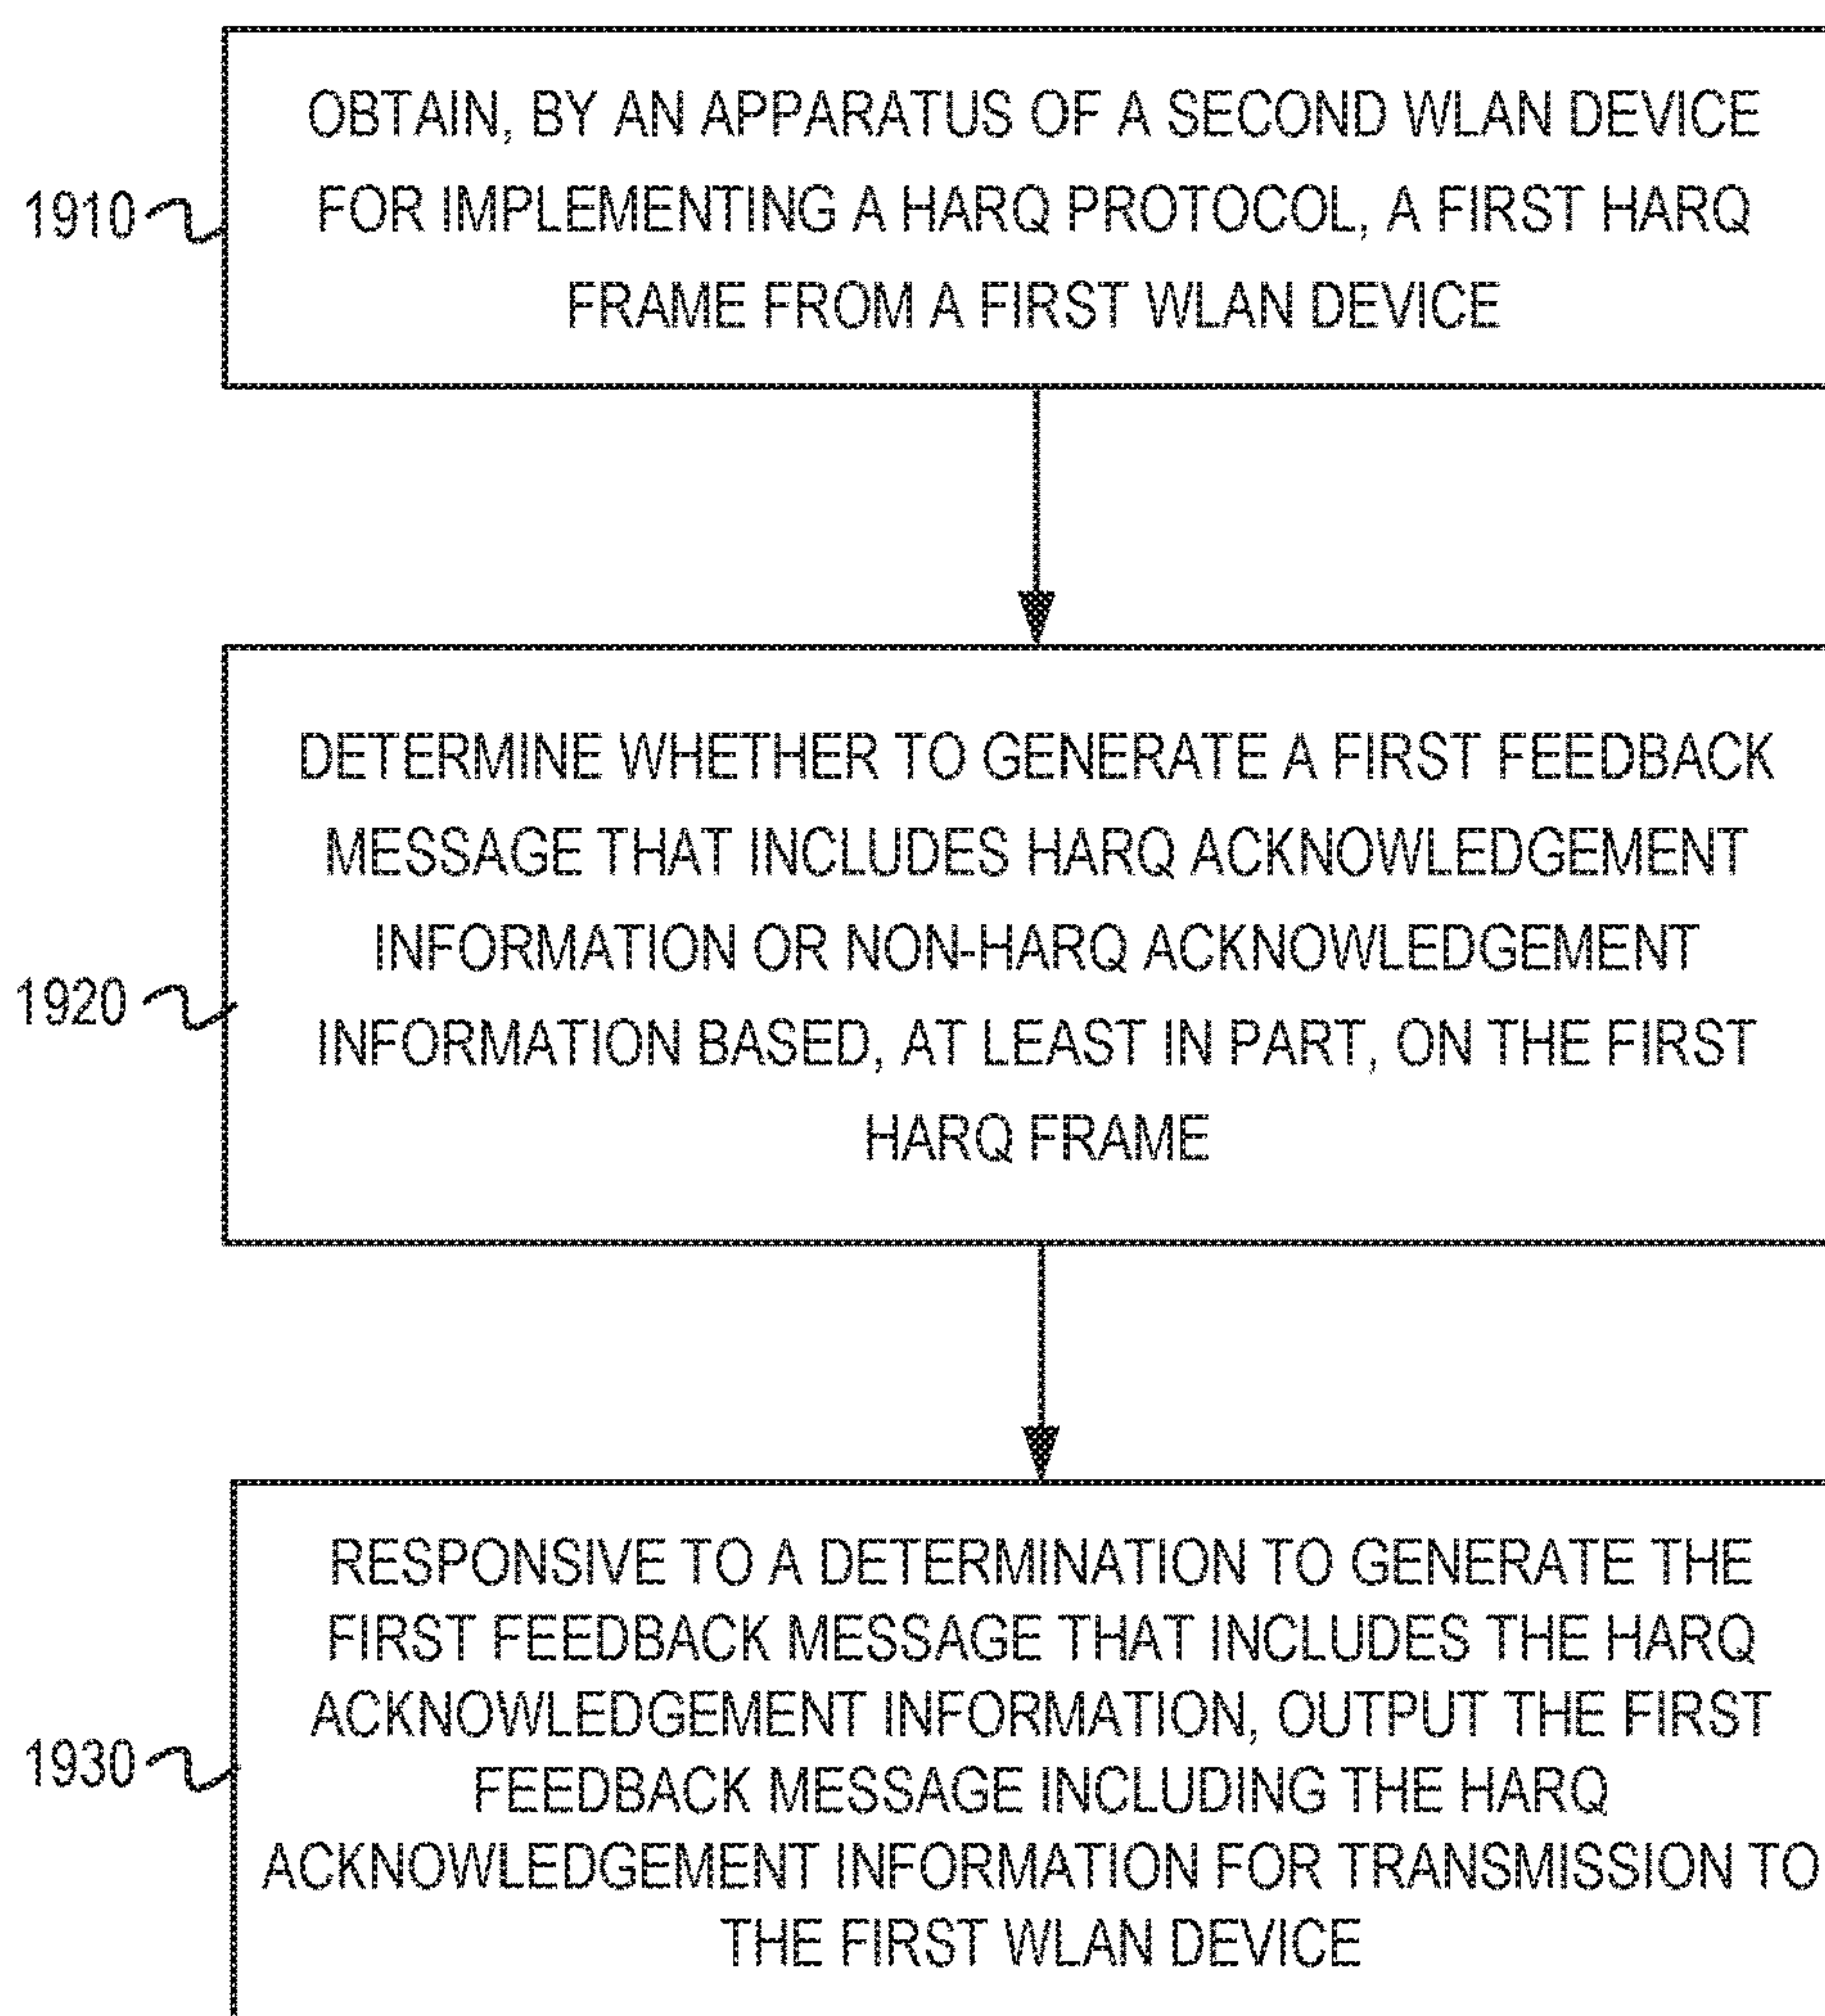 OBTAIN, BY AN APPARATUS OF A SECOND WLAN DEVICE
FOR IMPLEMENTING A HARQ PROTOCOL, A FIRST HARQ
FRAME FROM A FIRST WLAN DEVICE
1910
DETERMINE WHETHER TO GENERATE A FIRST FEEDBACK
MESSAGE THAT INCLUDES HARQ ACKNOWLEDGEMENT
INFORMATION OR NON-HARQ ACKNOWLEDGEMENT
INFORMATION BASED, AT LEAST IN PART, ON THE FIRST
HARQ FRAME
1920
RESPONSIVE TO A DETERMINATION TO GENERATE THE
FIRST FEEDBACK MESSAGE THAT INCLUDES THE HARQ
ACKNOWLEDGEMENT INFORMATION, OUTPUT THE FIRST
FEEDBACK MESSAGE INCLUDING THE HARQ
ACKNOWLEDGEMENT INFORMATION FOR TRANSMISSION TO
THE FIRST WLAN DEVICE
1930